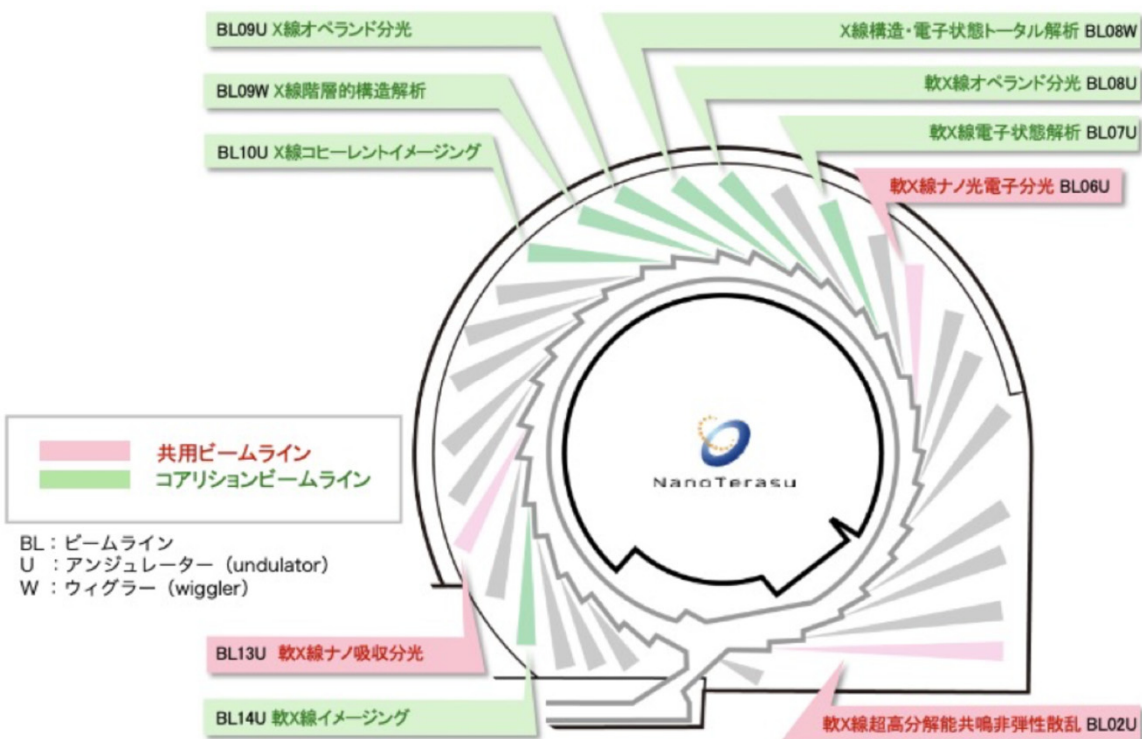 BL09U X線オペランド分光
X線構造・電子状態トータル解析 BL08W
BL09W X線階層的構造解析
軟X線オペランド分光 BL08U
BL10U X線コヒーレントイメージング
軟X線電子状態解析 BL07U
軟X線ナノ光電子分光 BL06U
NanoTerasu
共用ビームライン
コアリションビームライン
BL：ビームライン
U ：アンジュレーター（undulator）
W ：ウィグラー（wiggler）
BL13U 軟X線ナノ吸収分光
BL14U 軟X線イメージング
軟X線超高分解能共鳴非弾性散乱 BL02U